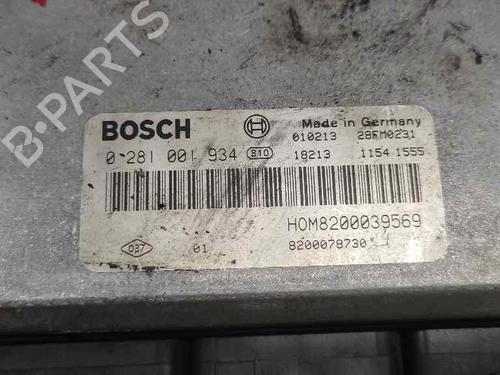 B-PARTS
BOSCH
Made in Germany
010213 28FM0231
0 281 001 934 810 18213 1154 1555
HOM8200039569
037 01 8200078730